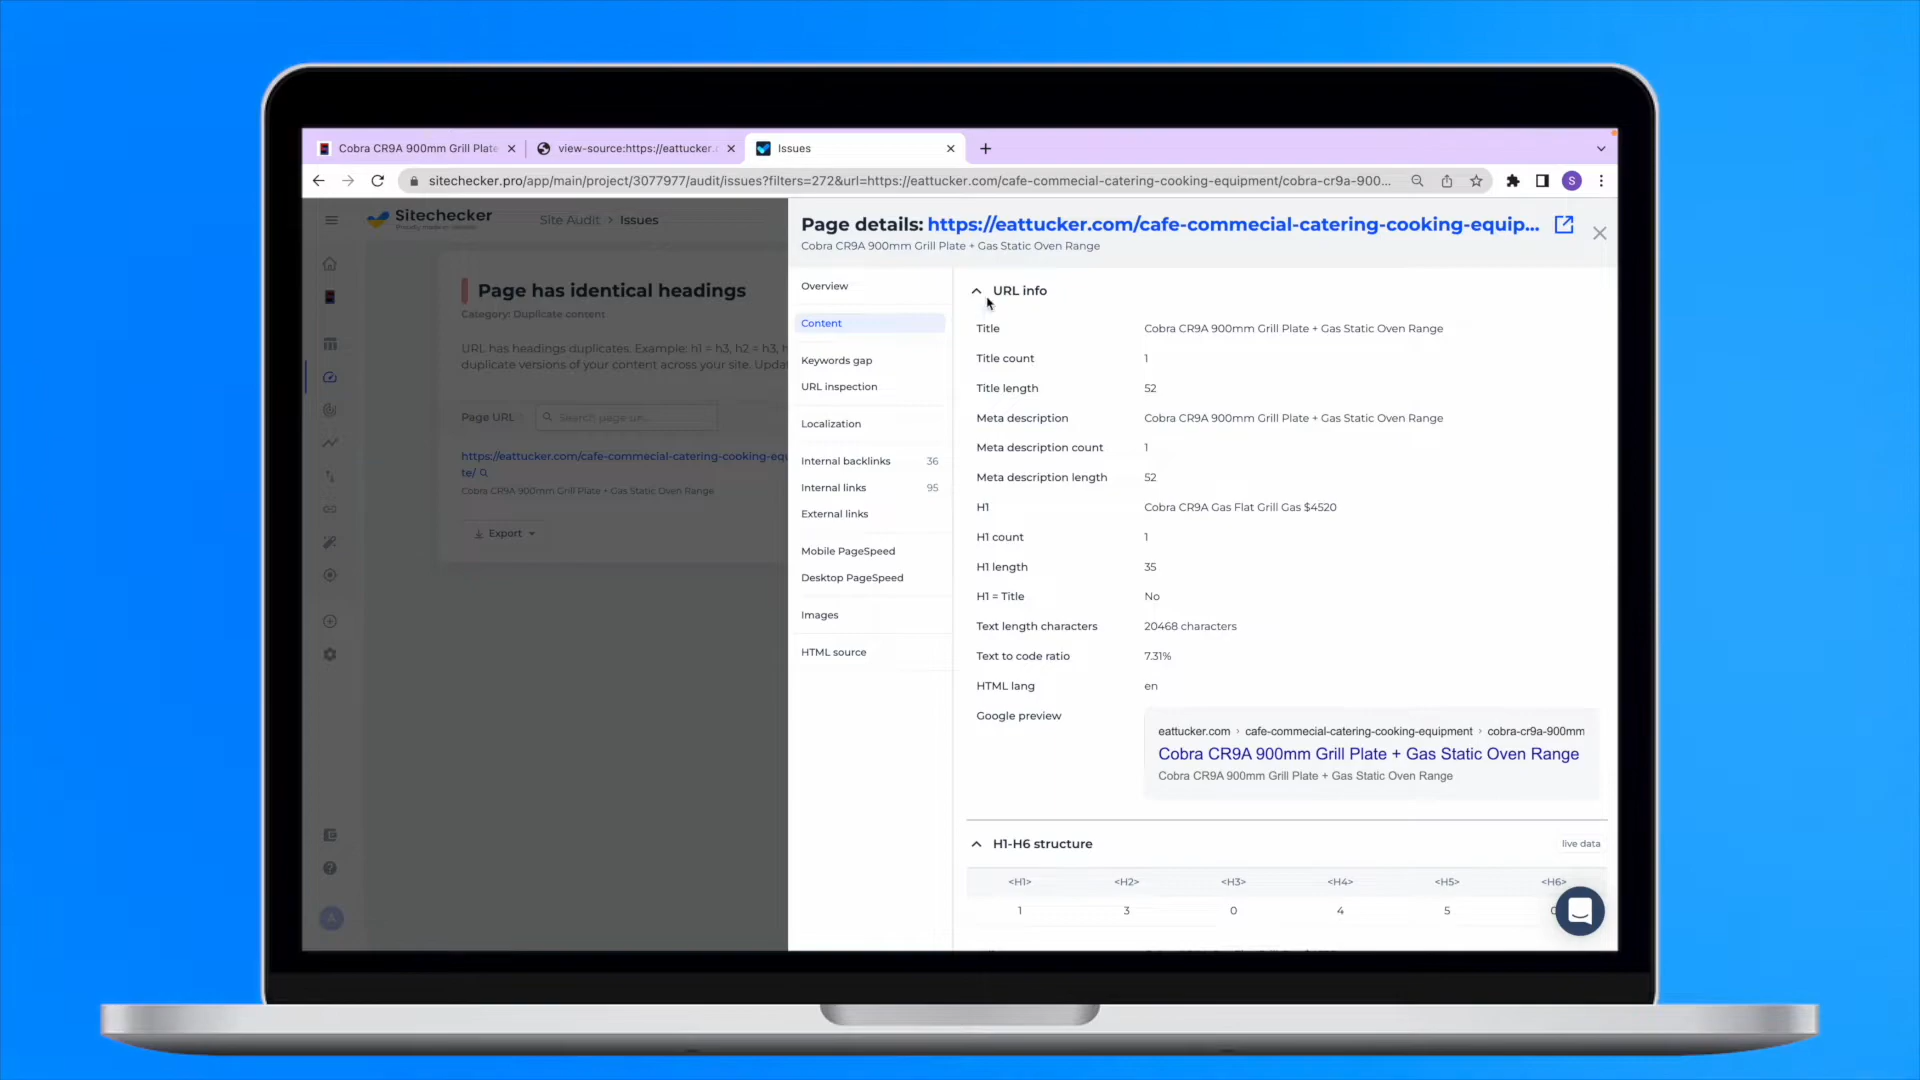 Cobra CR9A 900mm Grill Plate
view-source:https://eattucker.
Issues
sitechecker.pro/app/main/project/3077977/audit/issues?filters=272&url=https://eattucker.com/cafe-commecial-catering-cooking-equipment/cobra-cr9a-900...
S
Sitechecker
Site Audit > Issues
Page has identical headings
Category: Duplicate content
URL has headings duplicates. Example: h1 = h3, h2 = h3, h
duplicate versions of your content across your site. Upda
Page URL
Search page url...
https://eattucker.com/cafe-commecial-catering-cooking-equ
te/
Cobra CR9A 900mm Grill Plate + Gas Static Oven Range
Export
A
Page details: https://eattucker.com/cafe-commecial-catering-cooking-equip...
Cobra CR9A 900mm Grill Plate + Gas Static Oven Range
Overview
Content
Keywords gap
URL inspection
Localization
Internal backlinks 36
Internal links 95
External links
Mobile PageSpeed
Desktop PageSpeed
Images
HTML source
URL info
Title Cobra CR9A 900mm Grill Plate + Gas Static Oven Range
Title count 1
Title length 52
Meta description Cobra CR9A 900mm Grill Plate + Gas Static Oven Range
Meta description count 1
Meta description length 52
H1 Cobra CR9A Gas Flat Grill Gas $4520
H1 count 1
H1 length 35
H1 = Title No
Text length characters 20468 characters
Text to code ratio 7.31%
HTML lang en
Google preview
eattucker.com › cafe-commecial-catering-cooking-equipment › cobra-cr9a-900mm
Cobra CR9A 900mm Grill Plate + Gas Static Oven Range
Cobra CR9A 900mm Grill Plate + Gas Static Oven Range
H1-H6 structure live data
<H1> <H2> <H3> <H4> <H5> <H6>
1 3 0 4 5